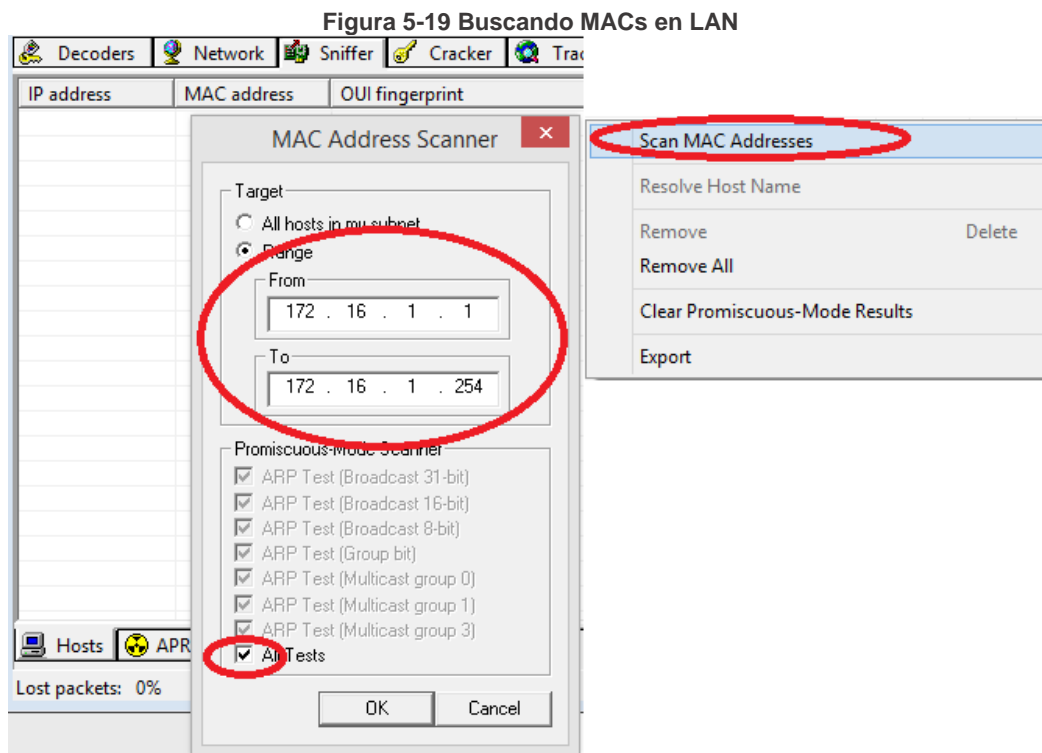 Figura 5-19 Buscando MACs en LAN
Decoders Network Sniffer Cracker
IP address MAC address OUI fingerprint
MAC Address Scanner
Target
All hosts in my subnet
Range
From
172 . 16 . 1 . 1
To
172 . 16 . 1 . 254
Promiscuous-Mode Scanner
ARP Test (Broadcast 31-bit)
ARP Test (Broadcast 16-bit)
ARP Test (Broadcast 8-bit)
ARP Test (Group bit)
ARP Test (Multicast group 0)
ARP Test (Multicast group 1)
ARP Test (Multicast group 3)
All Tests
OK Cancel
Hosts APR
Lost packets: 0%
Scan MAC Addresses
Resolve Host Name
Remove Delete
Remove All
Clear Promiscuous-Mode Results
Export